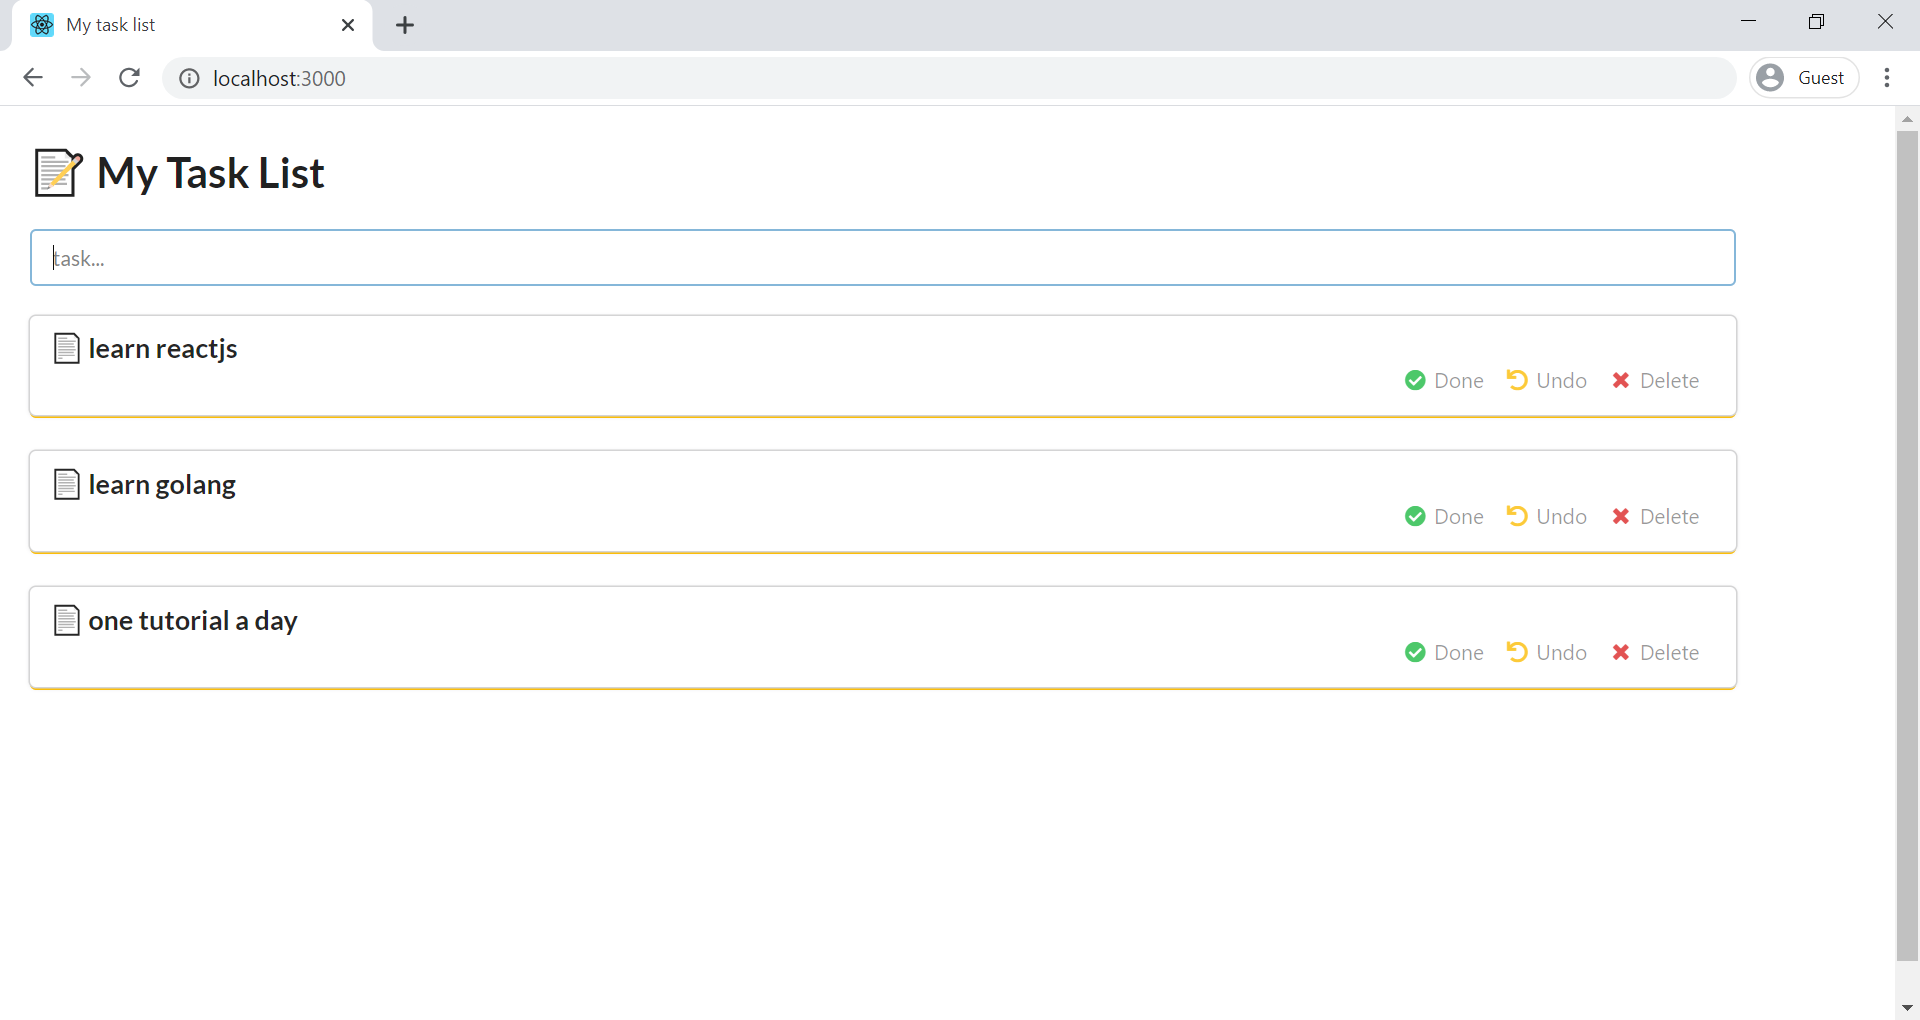 My task list
localhost:3000
Guest
My Task List
task...
learn reactjs
Done Undo Delete
learn golang
Done Undo Delete
one tutorial a day
Done Undo Delete